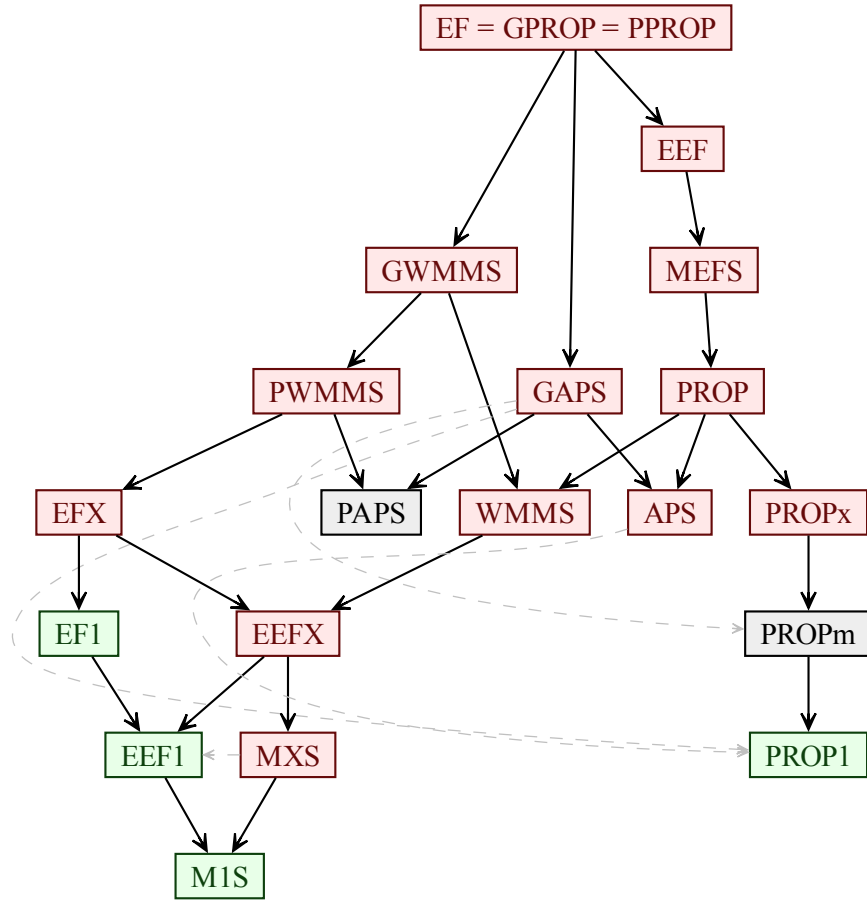 EF = GPROP = PPROP
EEF
GWMMS
MEFS
PWMMS
GAPS
PROP
EFX
PAPS
WMMS
APS
PROPx
EF1
EEFX
PROPm
EEF1
MXS
PROP1
M1S